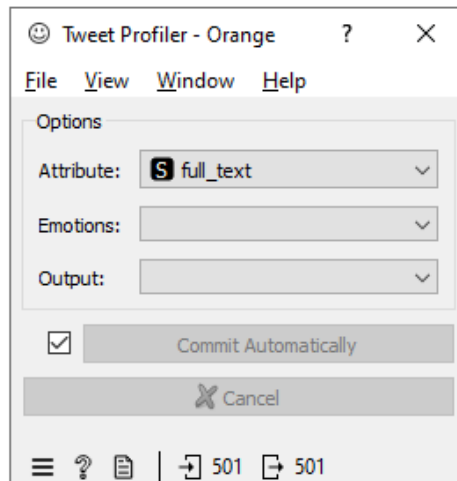 Tweet Profiler - Orange ?
File View Window Help
Options
Attribute: S full_text
Emotions:
Output:
Commit Automatically
Cancel
? 501 501